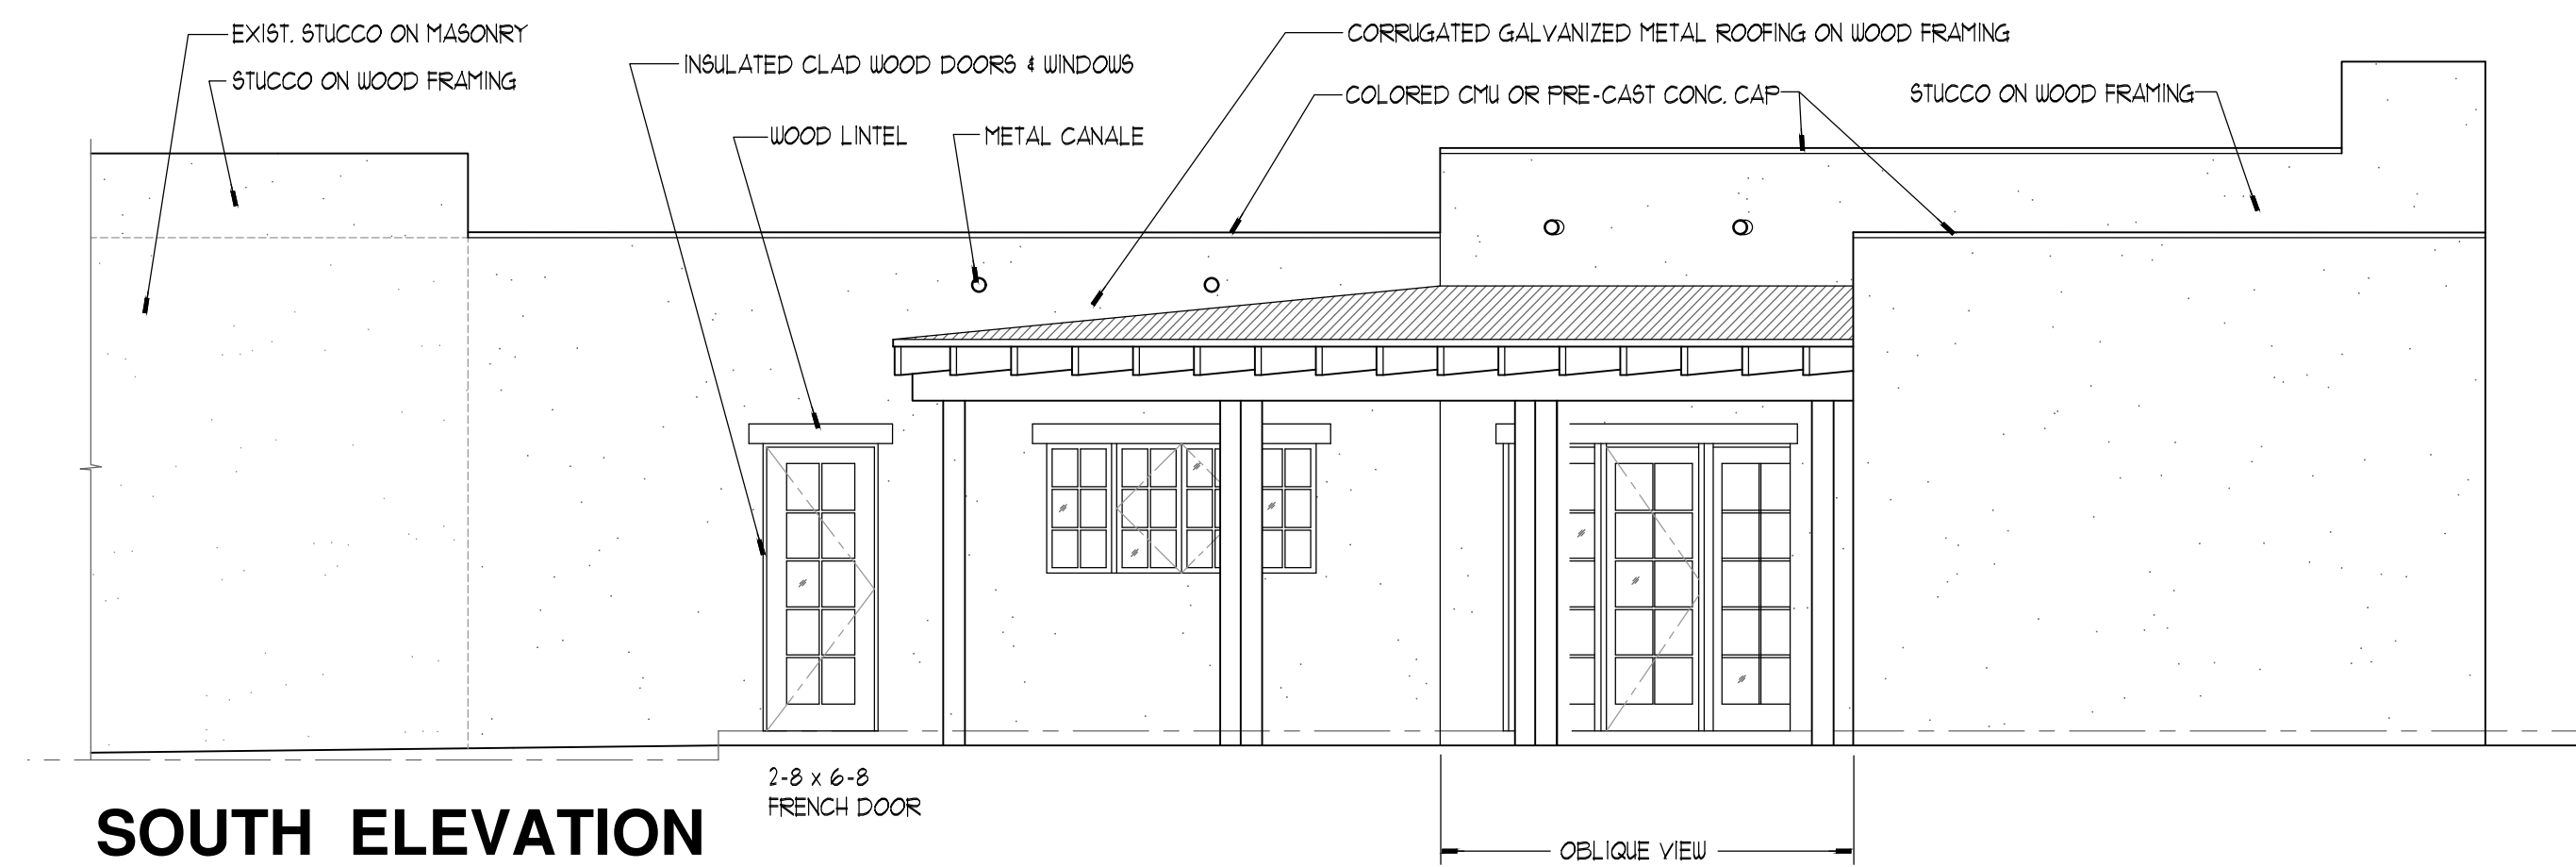 EXIST. STUCCO ON MASONRY
STUCCO ON WOOD FRAMING
INSULATED CLAD WOOD DOORS & WINDOWS
WOOD LINTEL
METAL CANALE
CORRUGATED GALVANIZED METAL ROOFING ON WOOD FRAMING
COLORED CMU OR PRE-CAST CONC. CAP
STUCCO ON WOOD FRAMING
2-8 x 6-8
FRENCH DOOR
SOUTH ELEVATION
OBLIQUE VIEW